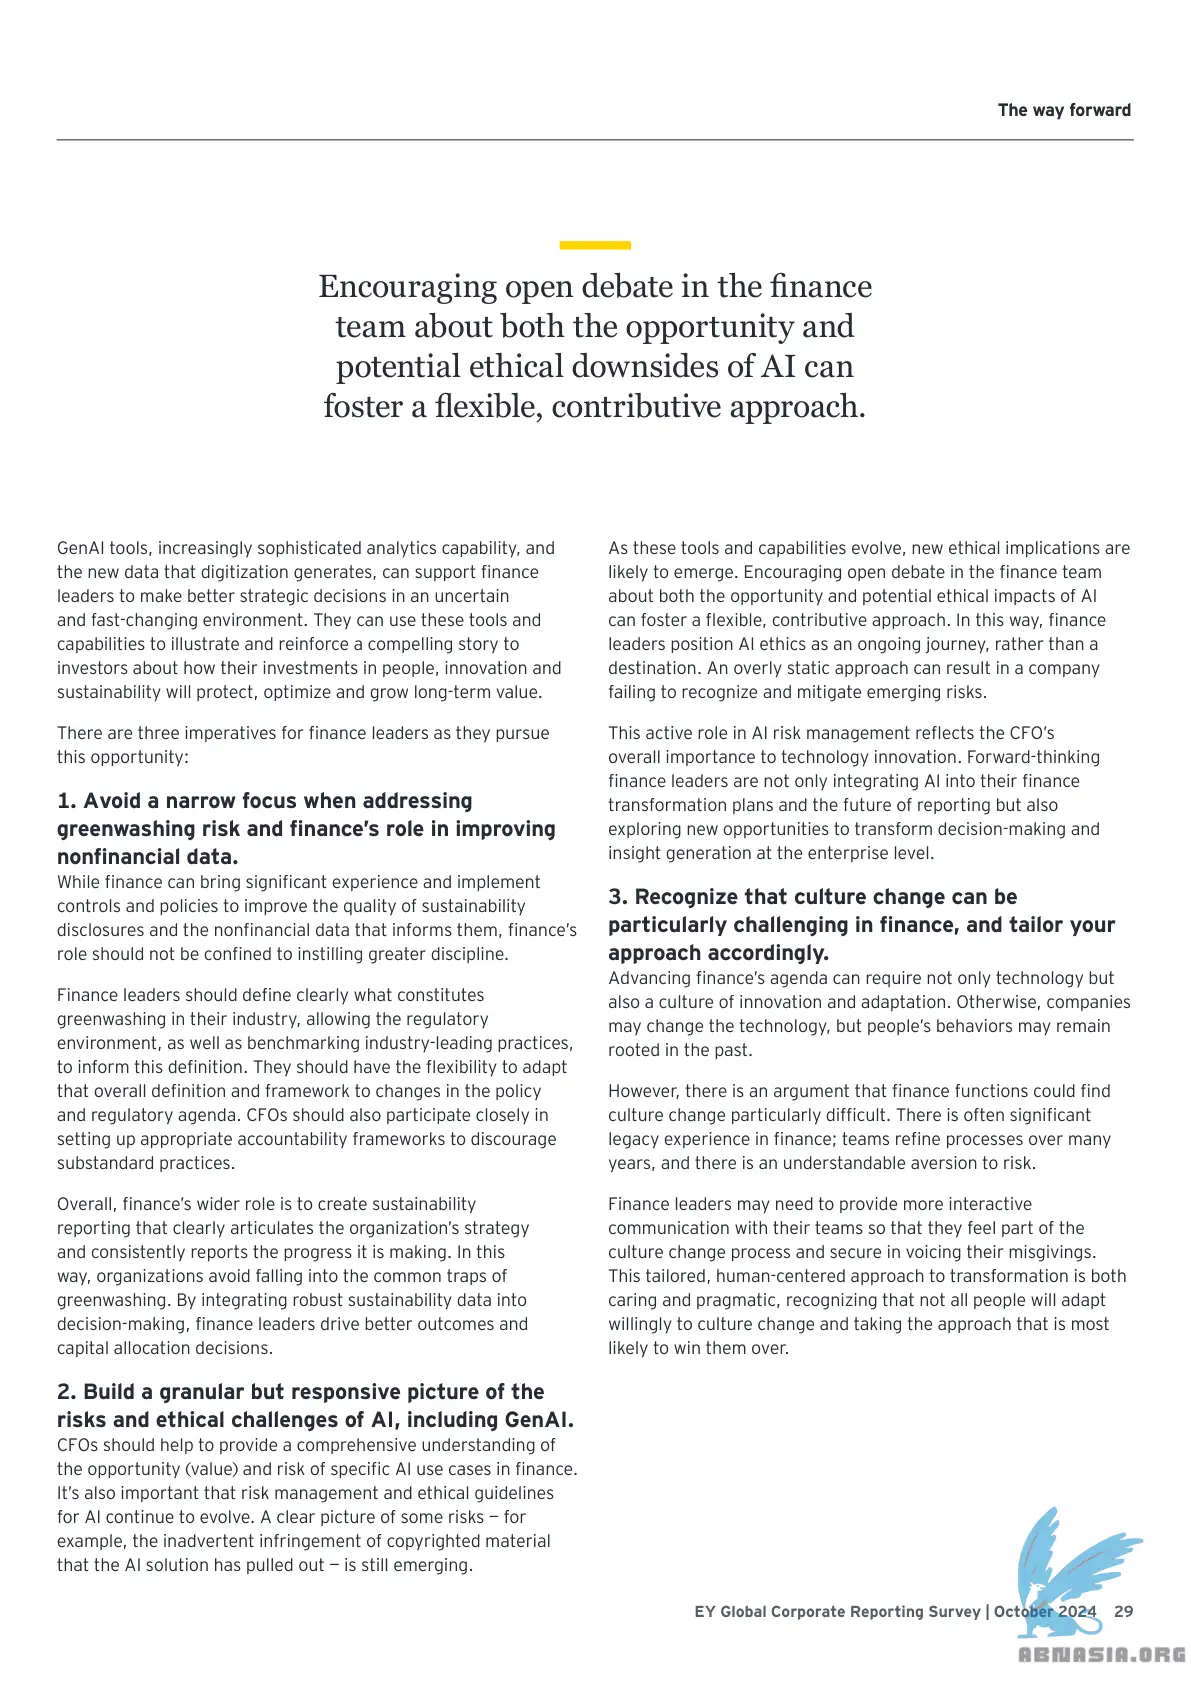 The way forward
Encouraging open debate in the finance
team about both the opportunity and
potential ethical downsides of AI can
foster a flexible, contributive approach.
GenAI tools, increasingly sophisticated analytics capability, and
the new data that digitization generates, can support finance
leaders to make better strategic decisions in an uncertain
and fast-changing environment. They can use these tools and
capabilities to illustrate and reinforce a compelling story to
investors about how their investments in people, innovation and
sustainability will protect, optimize and grow long-term value.
There are three imperatives for finance leaders as they pursue
this opportunity:
1. Avoid a narrow focus when addressing
greenwashing risk and finance's role in improving
nonfinancial data.
While finance can bring significant experience and implement
controls and policies to improve the quality of sustainability
disclosures and the nonfinancial data that informs them, finance's
role should not be confined to instilling greater discipline.
Finance leaders should define clearly what constitutes
greenwashing in their industry, allowing the regulatory
environment, as well as benchmarking industry-leading practices,
to inform this definition. They should have the flexibility to adapt
that overall definition and framework to changes in the policy
and regulatory agenda. CFOs should also participate closely in
setting up appropriate accountability frameworks to discourage
substandard practices.
Overall, finance's wider role is to create sustainability
reporting that clearly articulates the organization's strategy
and consistently reports the progress it is making. In this
way, organizations avoid falling into the common traps of
greenwashing. By integrating robust sustainability data into
decision-making, finance leaders drive better outcomes and
capital allocation decisions.
2. Build a granular but responsive picture of the
risks and ethical challenges of AI, including GenAI.
CFOs should help to provide a comprehensive understanding of
the opportunity (value) and risk of specific AI use cases in finance.
It's also important that risk management and ethical guidelines
for AI continue to evolve. A clear picture of some risks — for
example, the inadvertent infringement of copyrighted material
that the AI solution has pulled out — is still emerging.
As these tools and capabilities evolve, new ethical implications are
likely to emerge. Encouraging open debate in the finance team
about both the opportunity and potential ethical impacts of AI
can foster a flexible, contributive approach. In this way, finance
leaders position AI ethics as an ongoing journey, rather than a
destination. An overly static approach can result in a company
failing to recognize and mitigate emerging risks.
This active role in AI risk management reflects the CFO's
overall importance to technology innovation. Forward-thinking
finance leaders are not only integrating AI into their finance
transformation plans and the future of reporting but also
exploring new opportunities to transform decision-making and
insight generation at the enterprise level.
3. Recognize that culture change can be
particularly challenging in finance, and tailor your
approach accordingly.
Advancing finance's agenda can require not only technology but
also a culture of innovation and adaptation. Otherwise, companies
may change the technology, but people's behaviors may remain
rooted in the past.
However, there is an argument that finance functions could find
culture change particularly difficult. There is often significant
legacy experience in finance; teams refine processes over many
years, and there is an understandable aversion to risk.
Finance leaders may need to provide more interactive
communication with their teams so that they feel part of the
culture change process and secure in voicing their misgivings.
This tailored, human-centered approach to transformation is both
caring and pragmatic, recognizing that not all people will adapt
willingly to culture change and taking the approach that is most
likely to win them over.
EY Global Corporate Reporting Survey | October 2024 29
ABNASIA.ORG